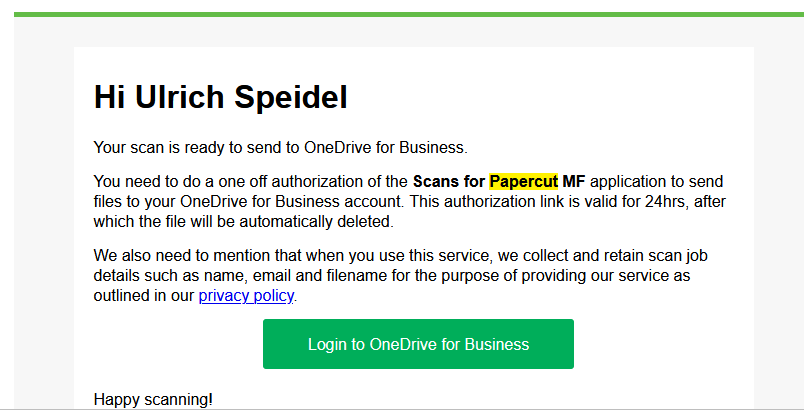 Hi Ulrich Speidel
Your scan is ready to send to OneDrive for Business.
You need to do a one off authorization of the Scans for Papercut MF application to send
files to your OneDrive for Business account. This authorization link is valid for 24hrs, after
which the file will be automatically deleted.
We also need to mention that when you use this service, we collect and retain scan job
details such as name, email and filename for the purpose of providing our service as
outlined in our privacy policy.
Login to OneDrive for Business
Happy scanning!